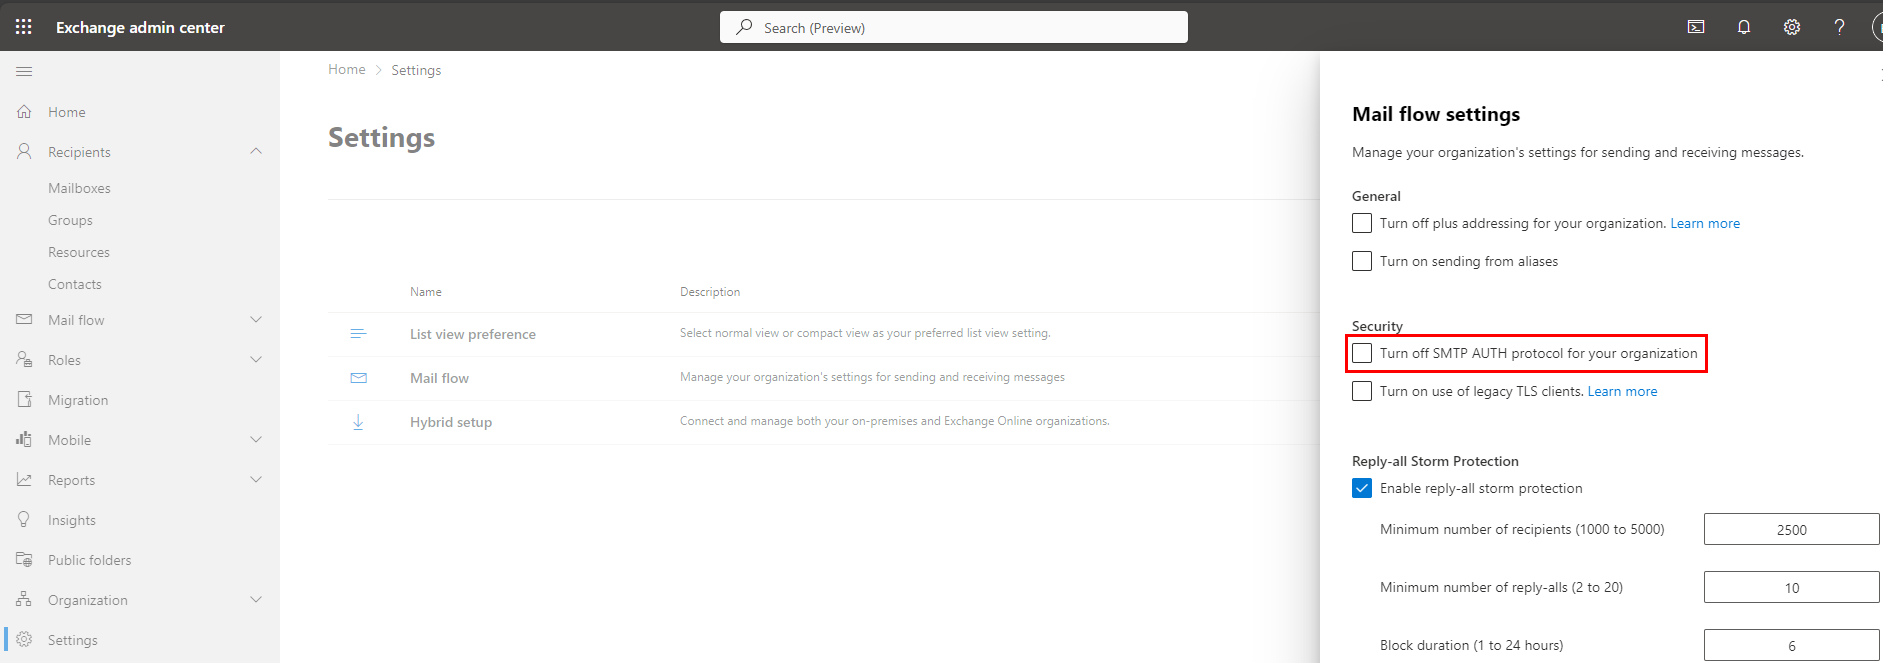 Exchange admin center
Search (Preview)
Home
Recipients
Mailboxes
Groups
Resources
Contacts
Mail flow
Roles
Migration
Mobile
Reports
Insights
Public folders
Organization
Settings
Home > Settings
Settings
Name Description
List view preference Select normal view or compact view as your preferred list view setting.
Mail flow Manage your organization's settings for sending and receiving messages
Hybrid setup Connect and manage both your on-premises and Exchange Online organizations.
Mail flow settings
Manage your organization's settings for sending and receiving messages.
General
Turn off plus addressing for your organization. Learn more
Turn on sending from aliases
Security
Turn off SMTP AUTH protocol for your organization
Turn on use of legacy TLS clients. Learn more
Reply-all Storm Protection
Enable reply-all storm protection
Minimum number of recipients (1000 to 5000) 2500
Minimum number of reply-alls (2 to 20) 10
Block duration (1 to 24 hours) 6